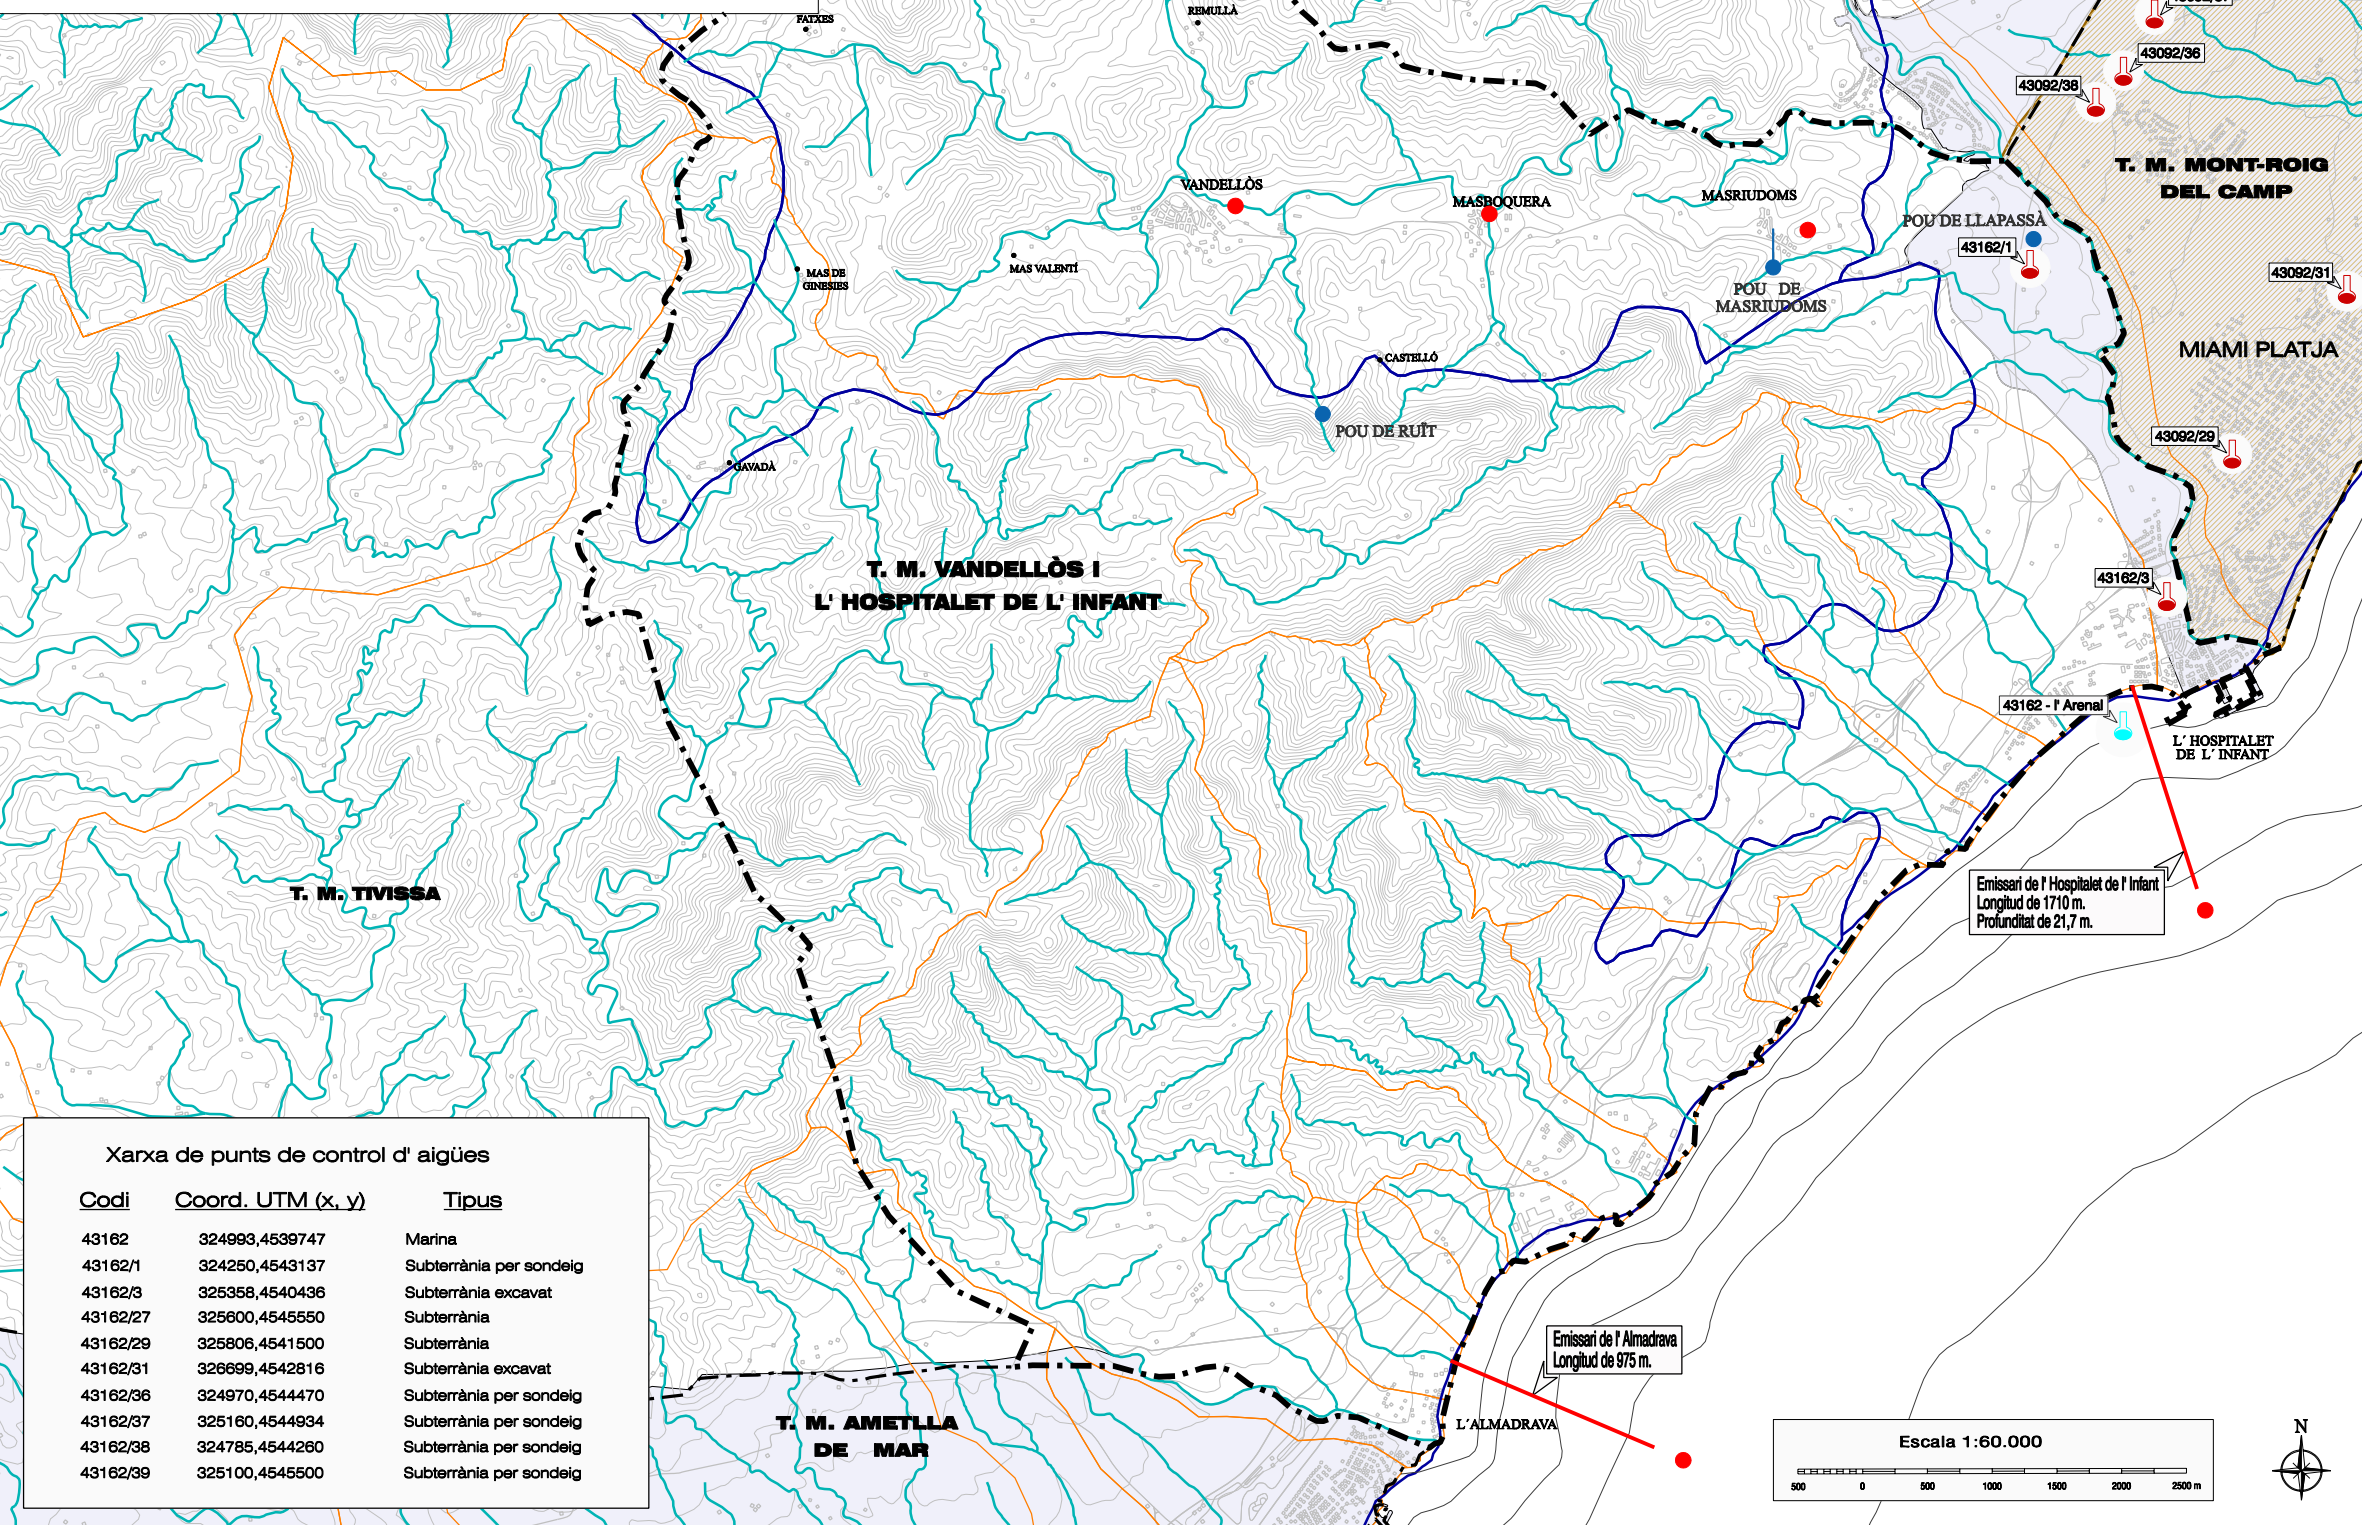 FATXES
REMULLÀ
43092/36
43092/38
T. M. MONT-ROIG
DEL CAMP
VANDELLÒS
MASBOQUERA
MASRIUDOMS
POU DE LLAPASSÀ
43162/1
MAS VALENTÍ
MAS DE
GINESIES
43092/31
POU DE
MASRIUDOMS
MIAMI PLATJA
CASTELLÓ
POU DE RUÏT
43092/29
GAVADÀ
T. M. VANDELLÒS I
L' HOSPITALET DE L' INFANT
43162/3
43162 - l' Arenal
L´ HOSPITALET
DE L´ INFANT
T. M. TIVISSA
Emissari de l' Hospitalet de l' Infant
Longitud de 1710 m.
Profunditat de 21,7 m.
Xarxa de punts de control d' aigües
Codi Coord. UTM (x, y) Tipus
43162 324993,4539747 Marina
43162/1 324250,4543137 Subterrània per sondeig
43162/3 325358,4540436 Subterrània excavat
43162/27 325600,4545550 Subterrània
43162/29 325806,4541500 Subterrània
43162/31 326699,4542816 Subterrània excavat
43162/36 324970,4544470 Subterrània per sondeig
43162/37 325160,4544934 Subterrània per sondeig
43162/38 324785,4544260 Subterrània per sondeig
43162/39 325100,4545500 Subterrània per sondeig
Emissari de l' Almadrava
Longitud de 975 m.
L´ALMADRAVA
T. M. AMETLLA
DE MAR
Escala 1:60.000
500 0 500 1000 1500 2000 2500 m
N